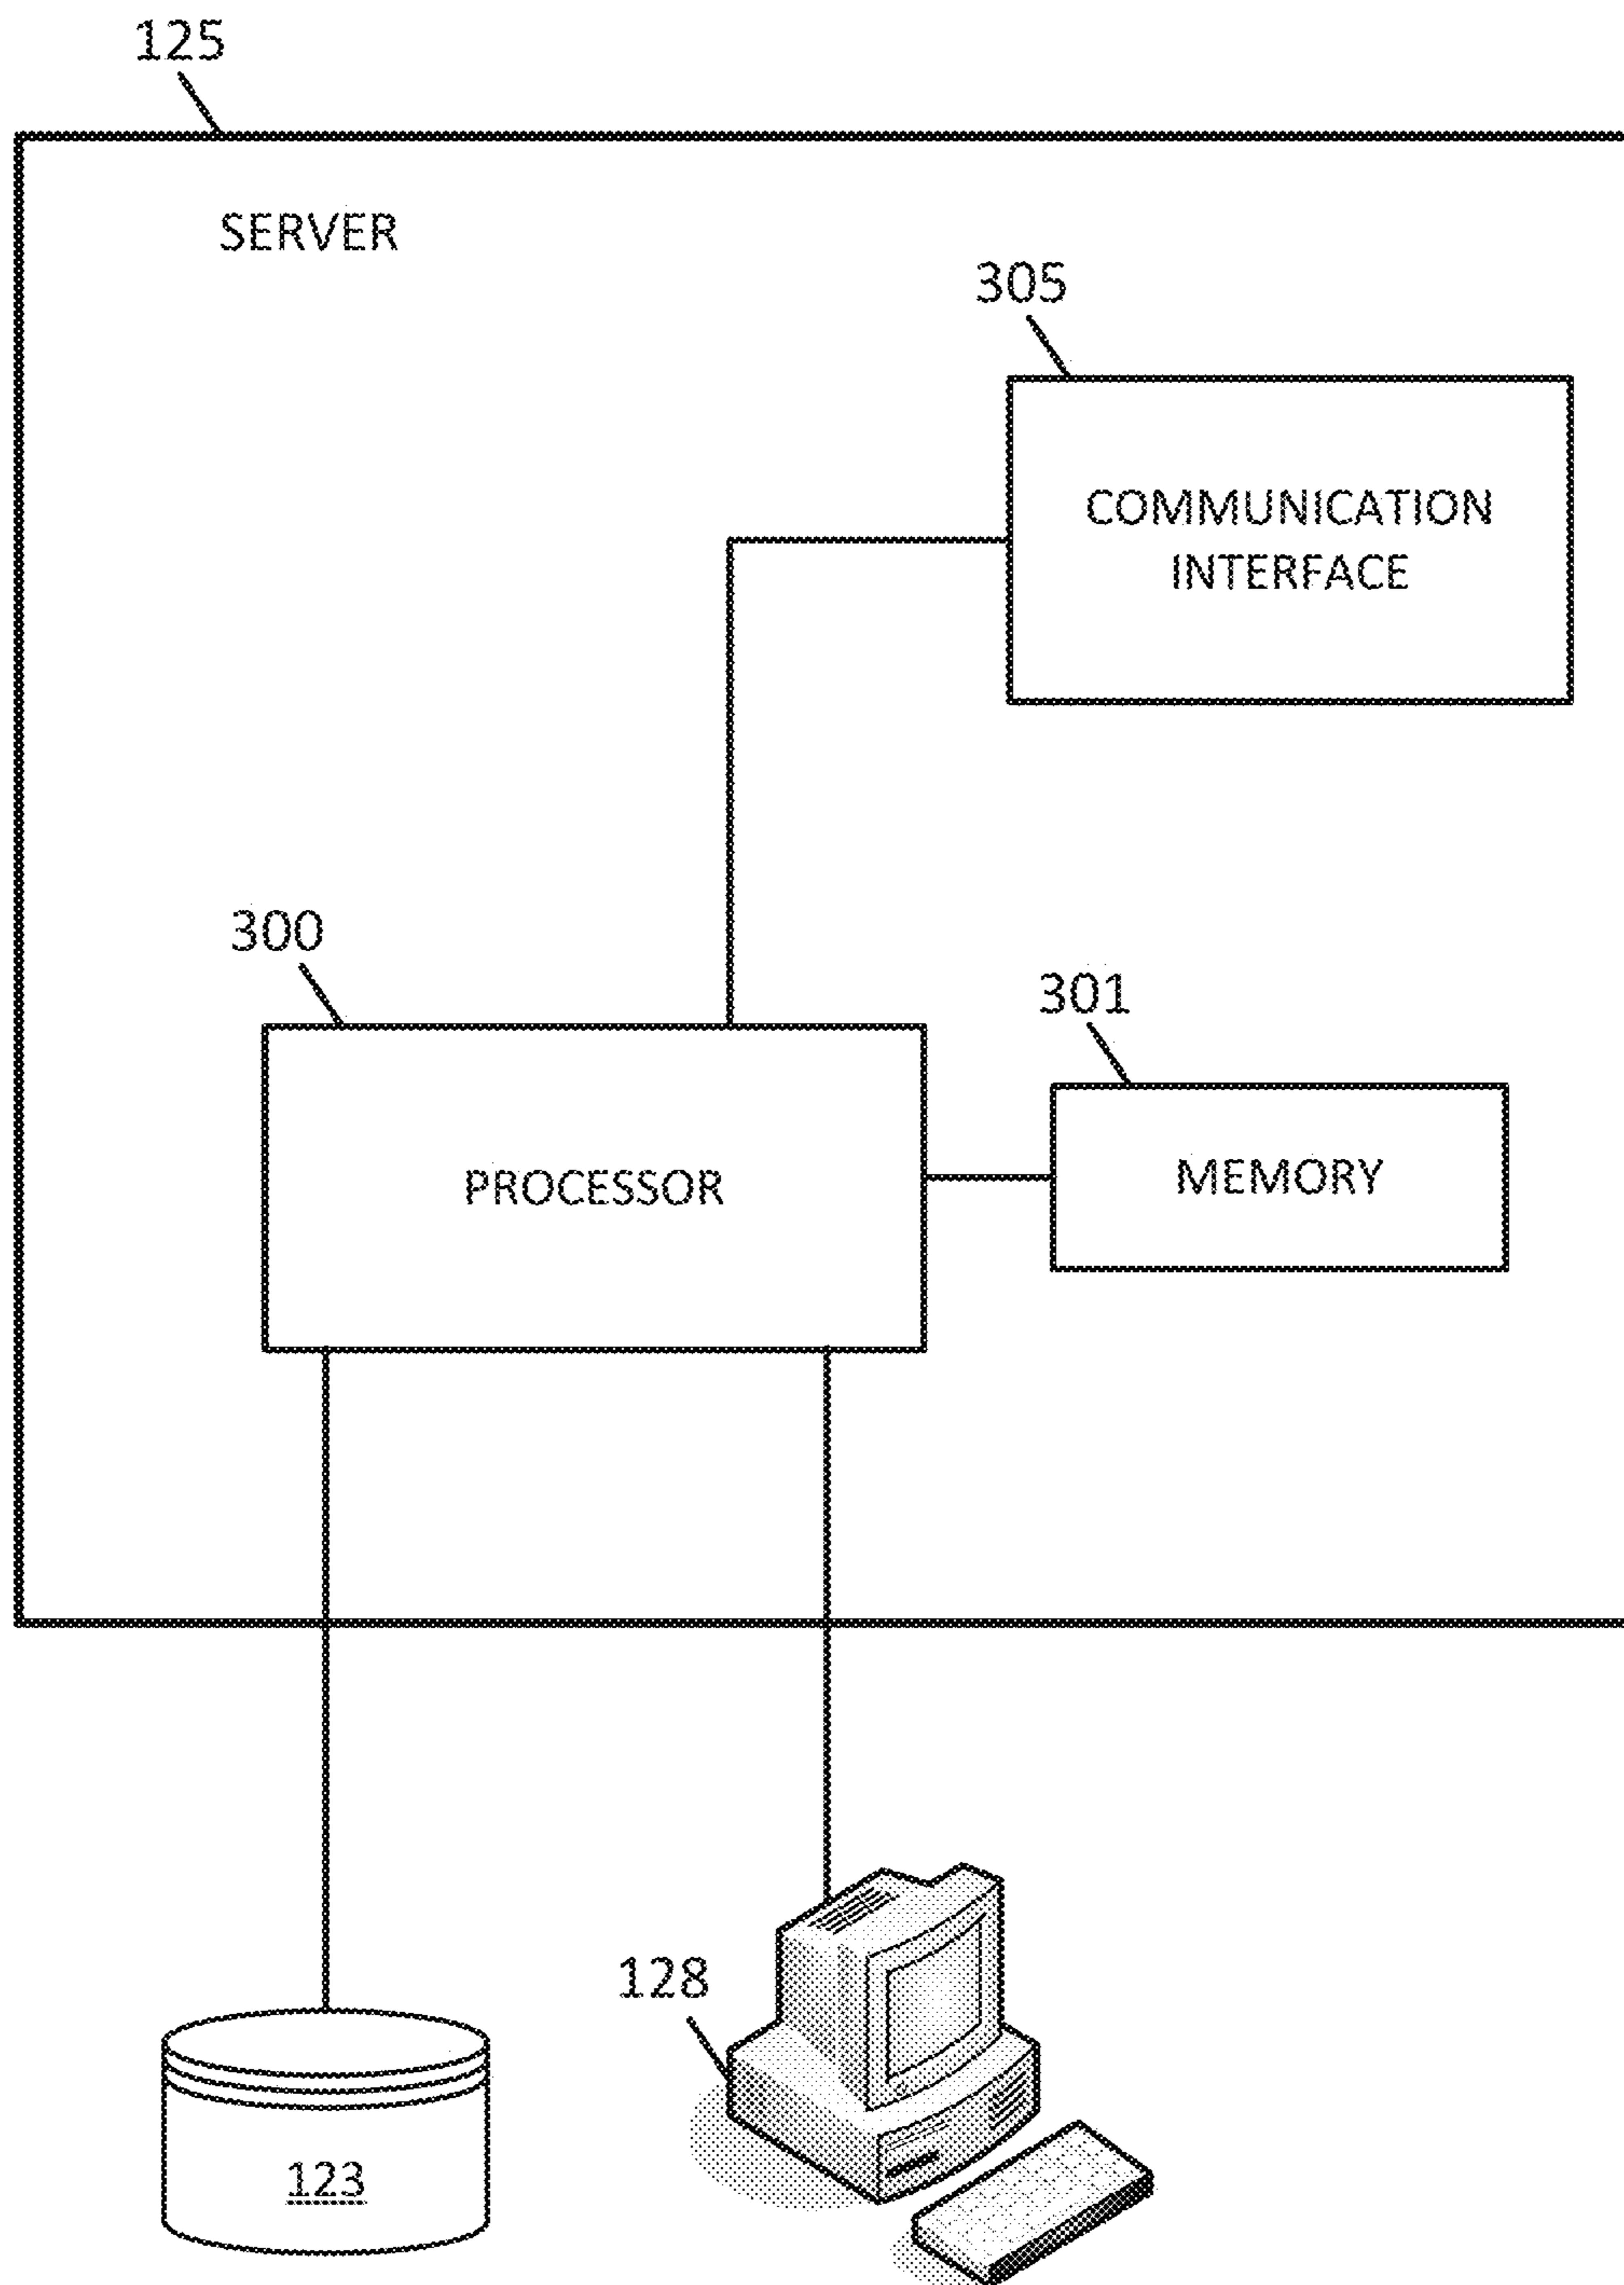 125
SERVER
305
COMMUNICATION
INTERFACE
300
301
PROCESSOR
MEMORY
128
123